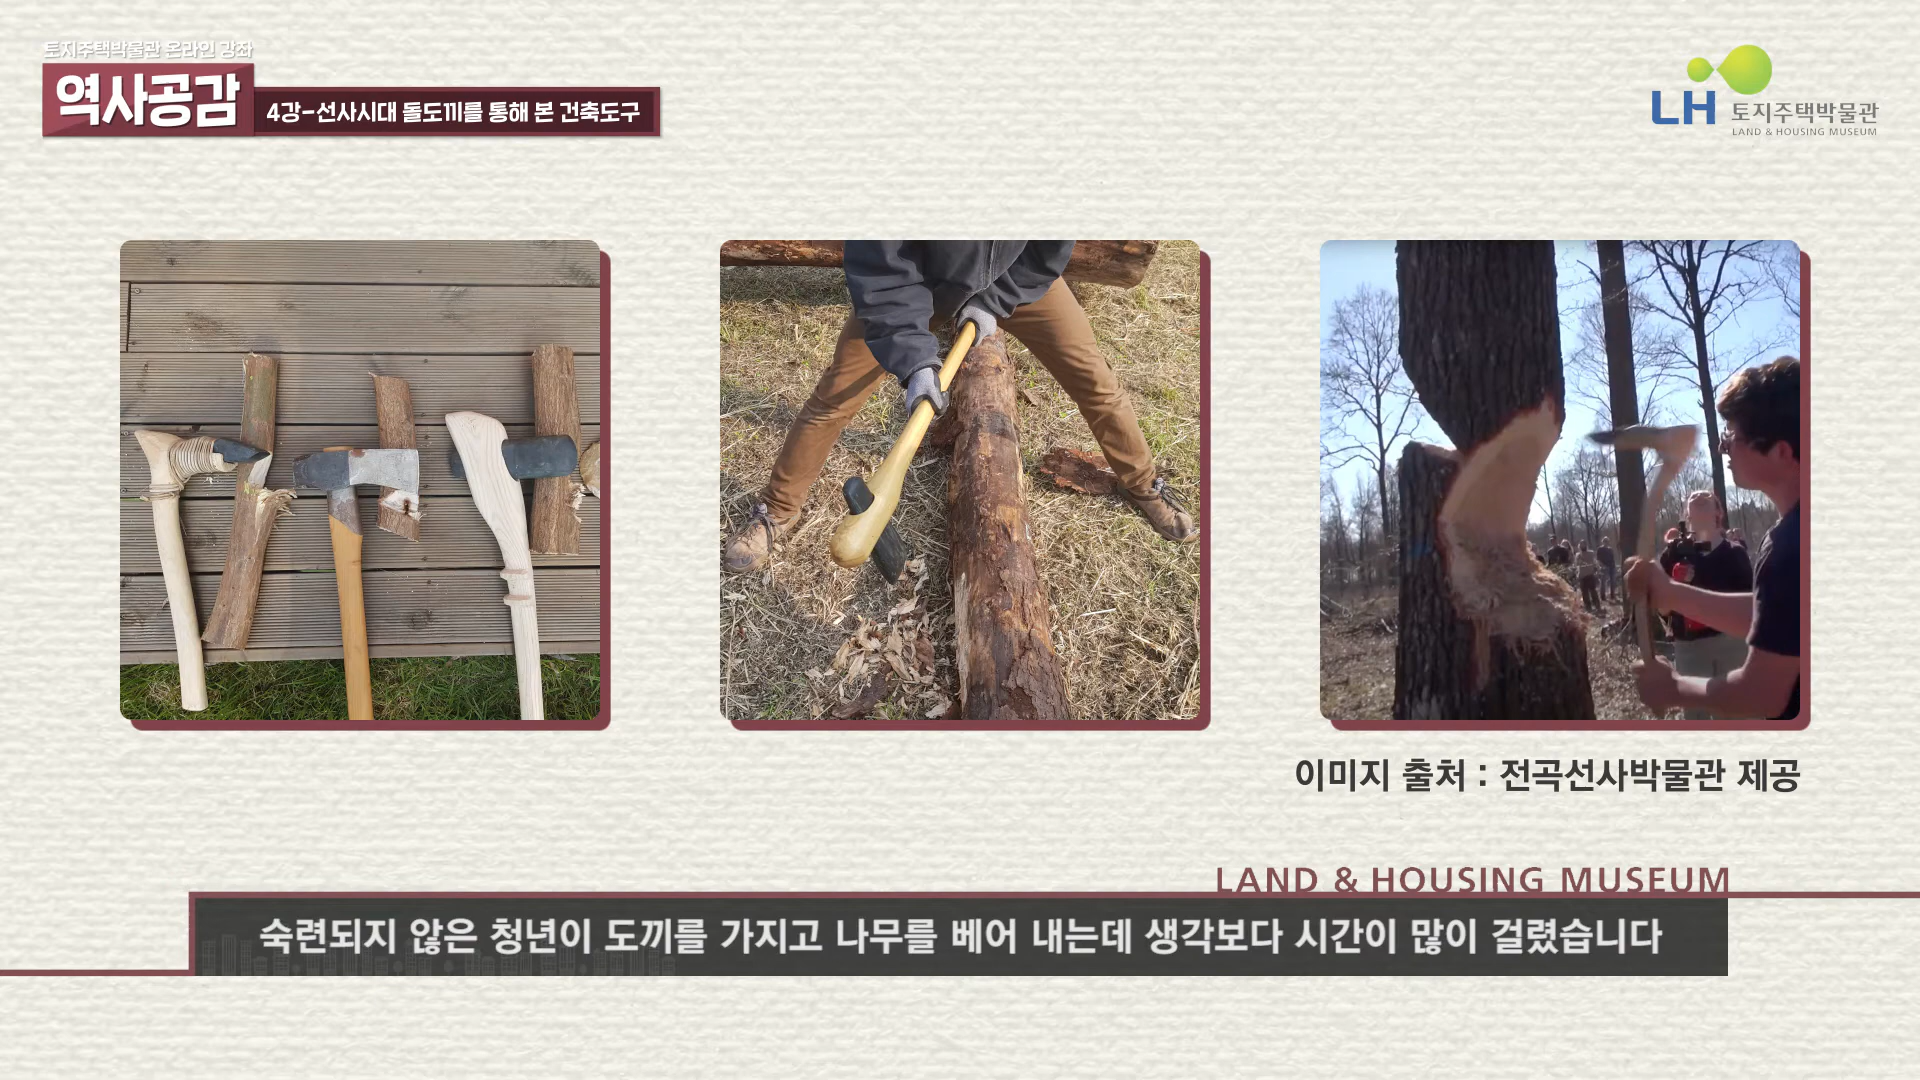 토지주택박물관 온라인 강좌
역사공감
4강-선사시대 돌도끼를 통해 본 건축도구
LH 토지주택박물관
LAND & HOUSING MUSEUM
이미지 출처 : 전곡선사박물관 제공
LAND & HOUSING MUSEUM
숙련되지 않은 청년이 도끼를 가지고 나무를 베어 내는데 생각보다 시간이 많이 걸렸습니다